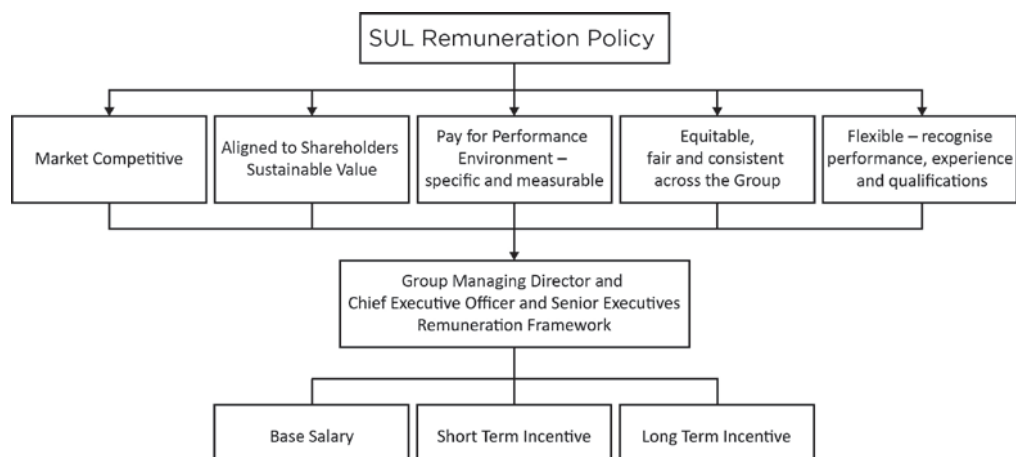 SUL Remuneration Policy
Market Competitive
Aligned to Shareholders
Sustainable Value
Pay for Performance
Environment –
specific and measurable
Equitable,
fair and consistent
across the Group
Flexible – recognise
performance, experience
and qualifications
Group Managing Director and
Chief Executive Officer and Senior Executives
Remuneration Framework
Base Salary
Short Term Incentive
Long Term Incentive